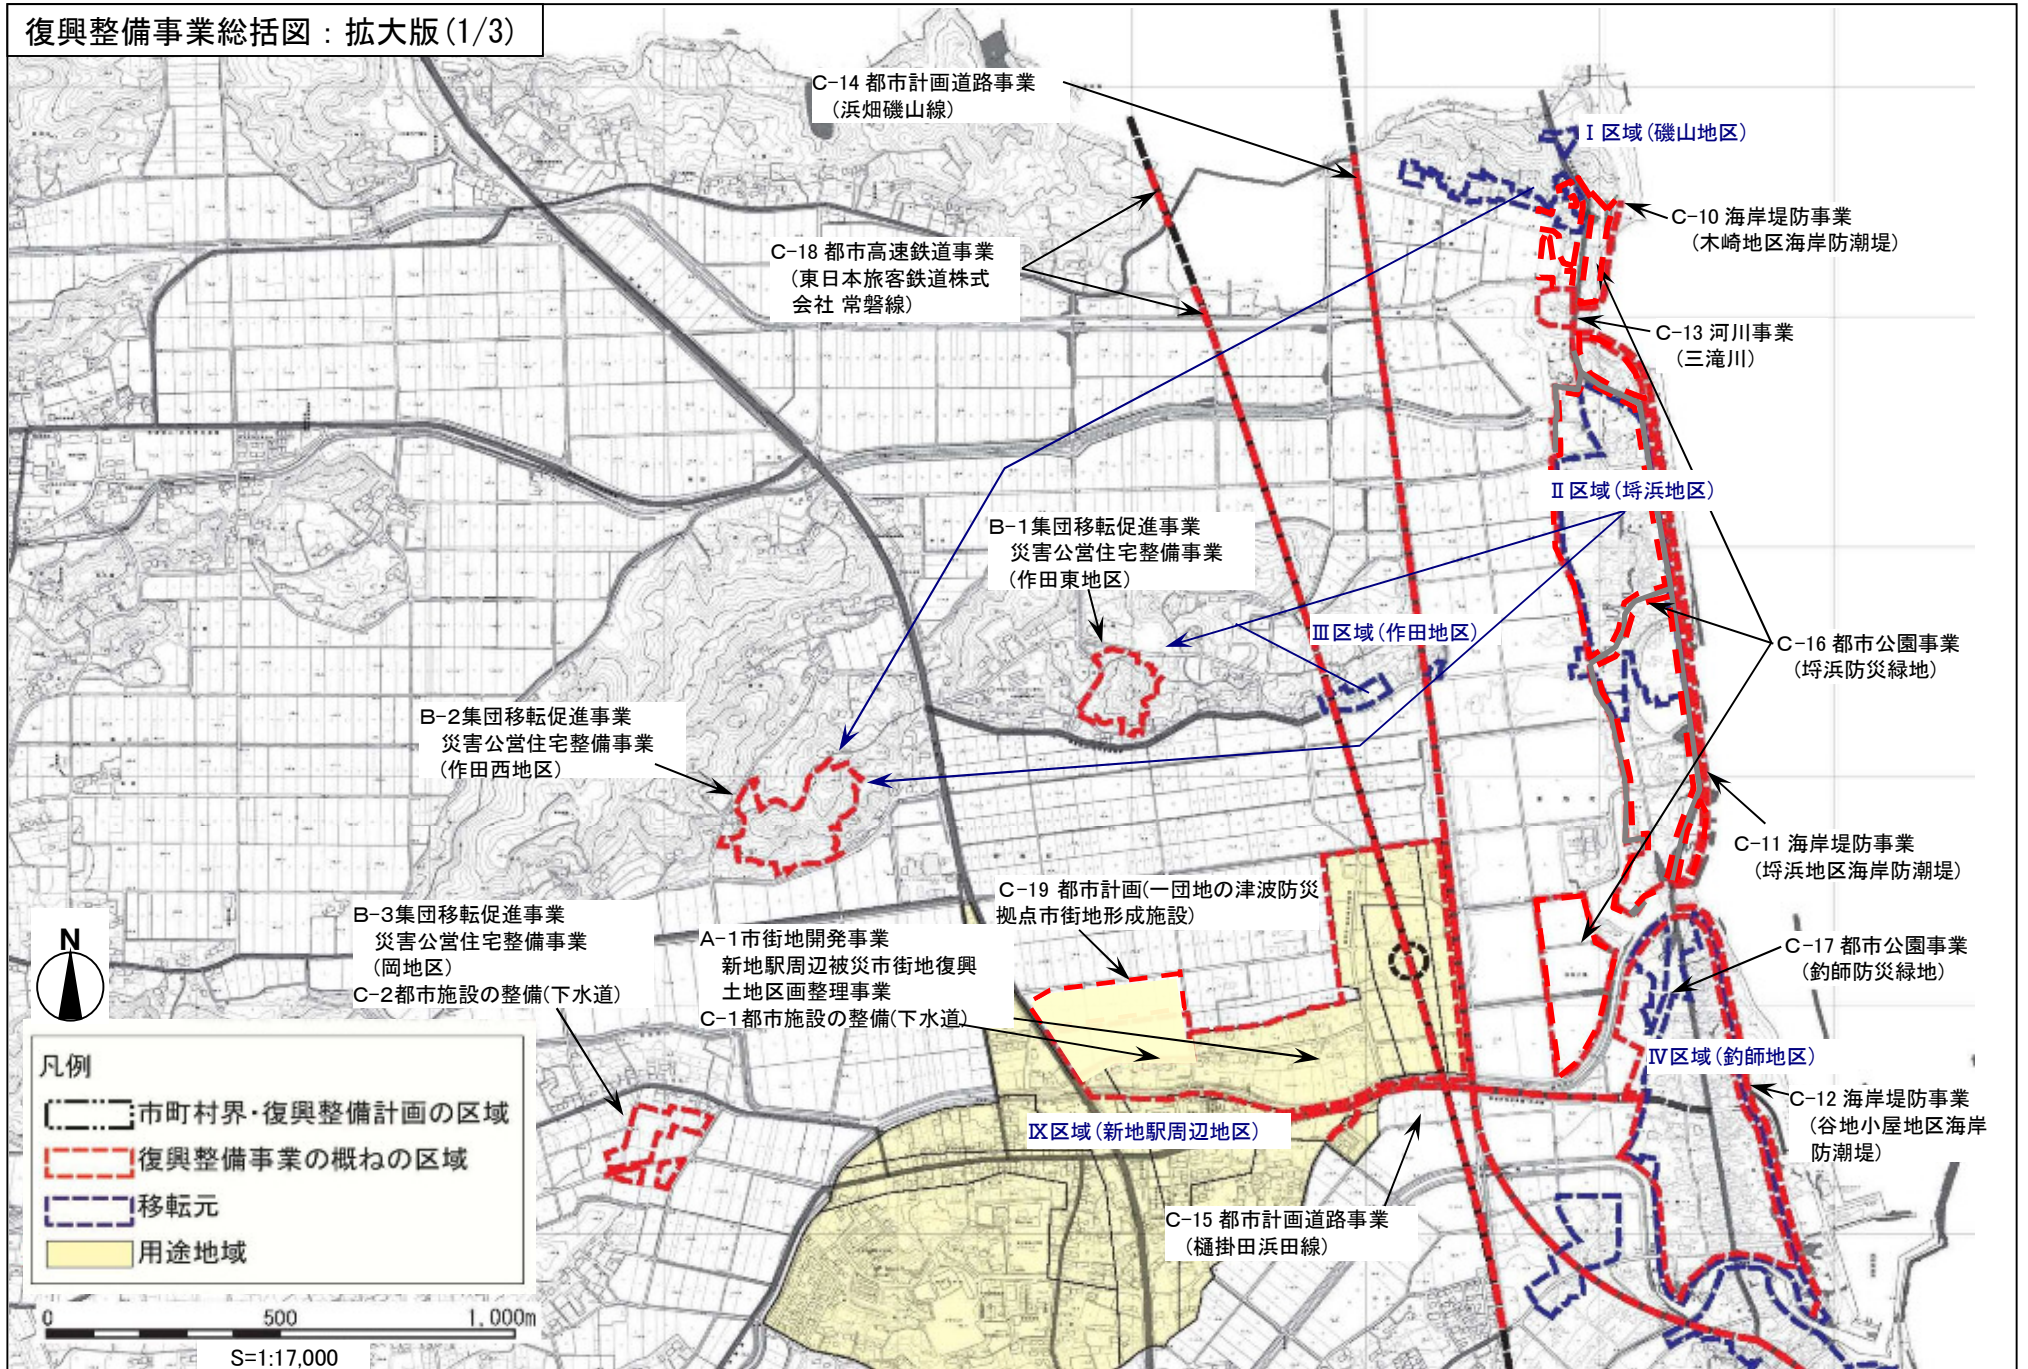 復興整備事業総括図：拡大版(1/3)
C-14 都市計画道路事業
(浜畑磯山線)
Ⅰ区域(磯山地区)
C-10 海岸堤防事業
(木崎地区海岸防潮堤)
C-18 都市高速鉄道事業
(東日本旅客鉄道株式
会社 常磐線)
C-13 河川事業
(三滝川)
Ⅱ区域(埒浜地区)
B-1集団移転促進事業
災害公営住宅整備事業
(作田東地区)
Ⅲ区域(作田地区)
C-16 都市公園事業
(埒浜防災緑地)
B-2集団移転促進事業
災害公営住宅整備事業
(作田西地区)
C-11 海岸堤防事業
(埒浜地区海岸防潮堤)
C-19 都市計画(一団地の津波防災
拠点市街地形成施設)
B-3集団移転促進事業
災害公営住宅整備事業
(岡地区)
C-2都市施設の整備(下水道)
A-1市街地開発事業
新地駅周辺被災市街地復興
土地区画整理事業
C-1都市施設の整備(下水道)
C-17 都市公園事業
(釣師防災緑地)
Ⅳ区域(釣師地区)
C-12 海岸堤防事業
(谷地小屋地区海岸
防潮堤)
Ⅸ区域(新地駅周辺地区)
C-15 都市計画道路事業
(樋掛田浜田線)
N
凡例
市町村界・復興整備計画の区域
復興整備事業の概ねの区域
移転元
用途地域
0 500 1,000m
S=1:17,000